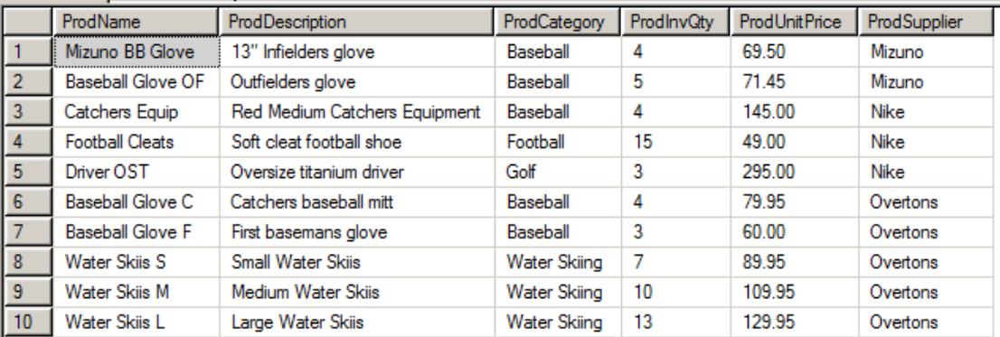 ProdName ProdDescription ProdCategory ProdInvQty ProdUnitPrice ProdSupplier
1 Mizuno BB Glove 13" Infielders glove Baseball 4 69.50 Mizuno
2 Baseball Glove OF Outfielders glove Baseball 5 71.45 Mizuno
3 Catchers Equip Red Medium Catchers Equipment Baseball 4 145.00 Nike
4 Football Cleats Soft cleat football shoe Football 15 49.00 Nike
5 Driver OST Oversize titanium driver Golf 3 295.00 Nike
6 Baseball Glove C Catchers baseball mitt Baseball 4 79.95 Overtons
7 Baseball Glove F First basemans glove Baseball 3 60.00 Overtons
8 Water Skiis S Small Water Skiis Water Skiing 7 89.95 Overtons
9 Water Skiis M Medium Water Skiis Water Skiing 10 109.95 Overtons
10 Water Skiis L Large Water Skiis Water Skiing 13 129.95 Overtons